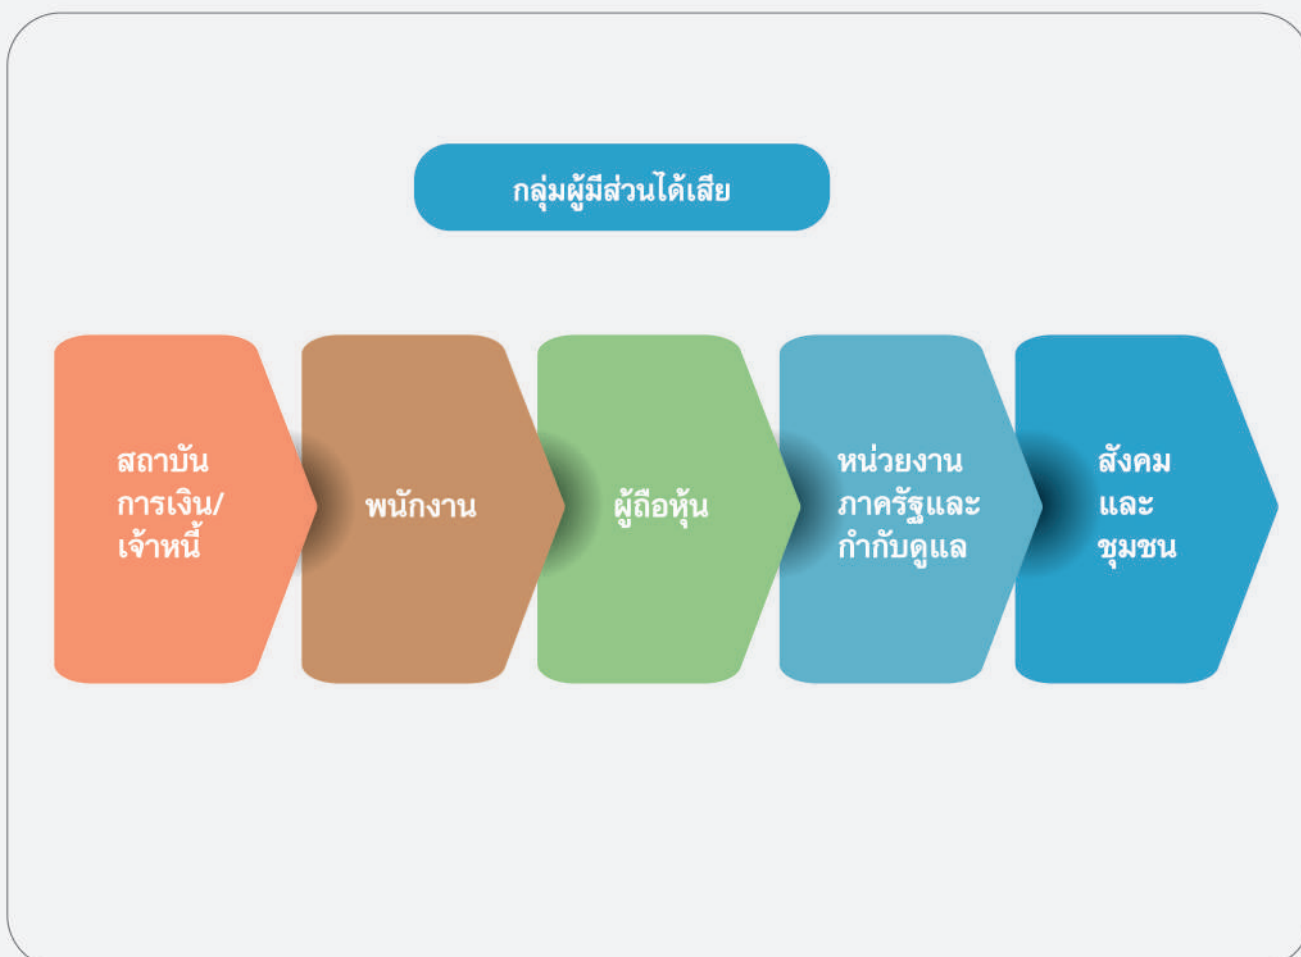 กลุ่มผู้มีส่วนได้เสีย
สถาบัน
การเงิน/
เจ้าหนี้
พนักงาน
ผู้ถือหุ้น
หน่วยงาน
ภาครัฐและ
กำกับดูแล
สังคม
และ
ชุมชน